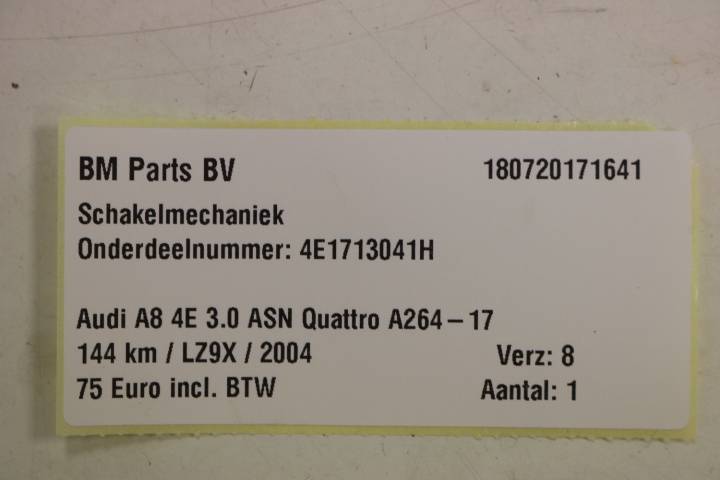 BM Parts BV 180720171641
Schakelmechaniek
Onderdeelnummer: 4E1713041H
Audi A8 4E 3.0 ASN Quattro A264-17
144 km / LZ9X / 2004 Verz: 8
75 Euro incl. BTW Aantal: 1